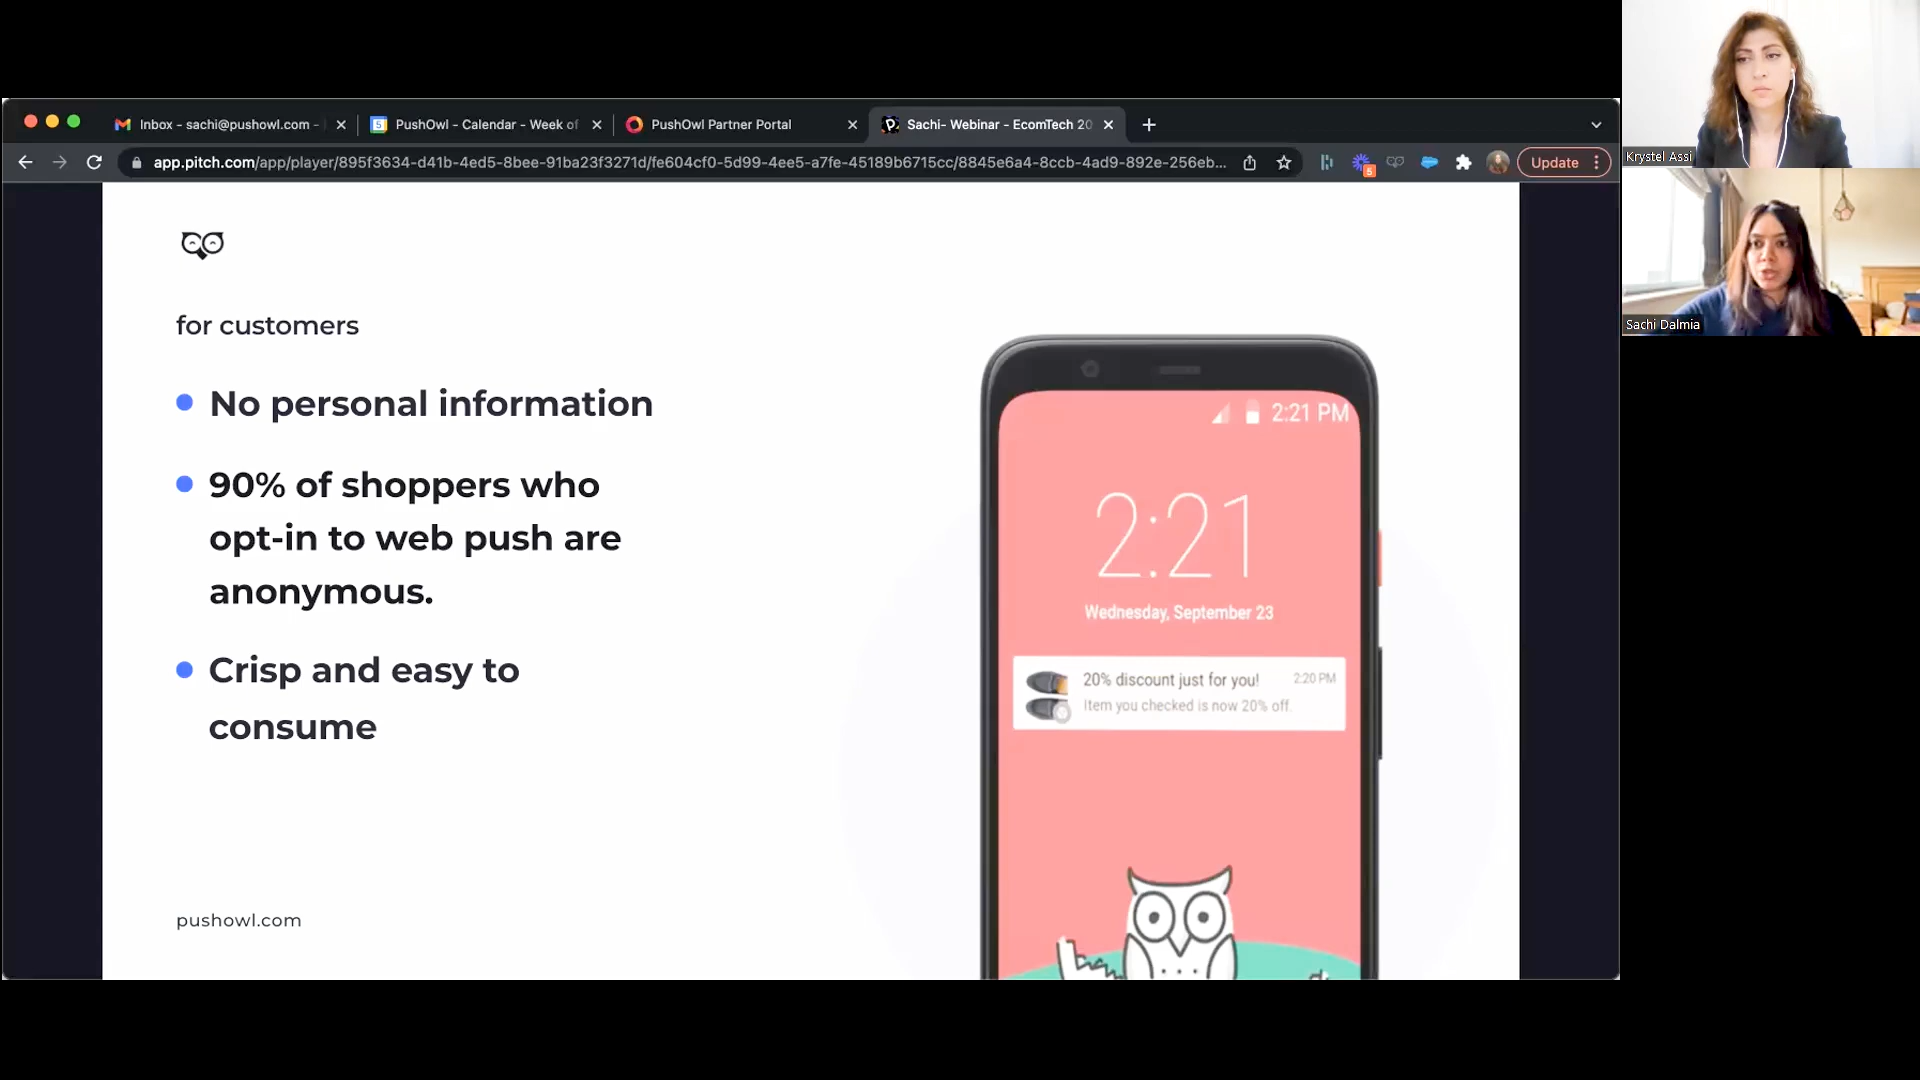 Inbox - sachi@pushowl.com -
PushOwl - Calendar - Week of
PushOwl Partner Portal
Sachi- Webinar - EcomTech 20
app.pitch.com/app/player/895f3634-d41b-4ed5-8bee-91ba23f3271d/fe604cf0-5d99-4ee5-a7fe-45189b6715cc/8845e6a4-8ccb-4ad9-892e-256eb...
5
Update
Krystel Assi
Sachi Dalmia
for customers
No personal information
90% of shoppers who
opt-in to web push are
anonymous.
Crisp and easy to
consume
pushowl.com
2:21 PM
2:21
Wednesday, September 23
20% discount just for you!
2:20 PM
Item you checked is now 20% off.